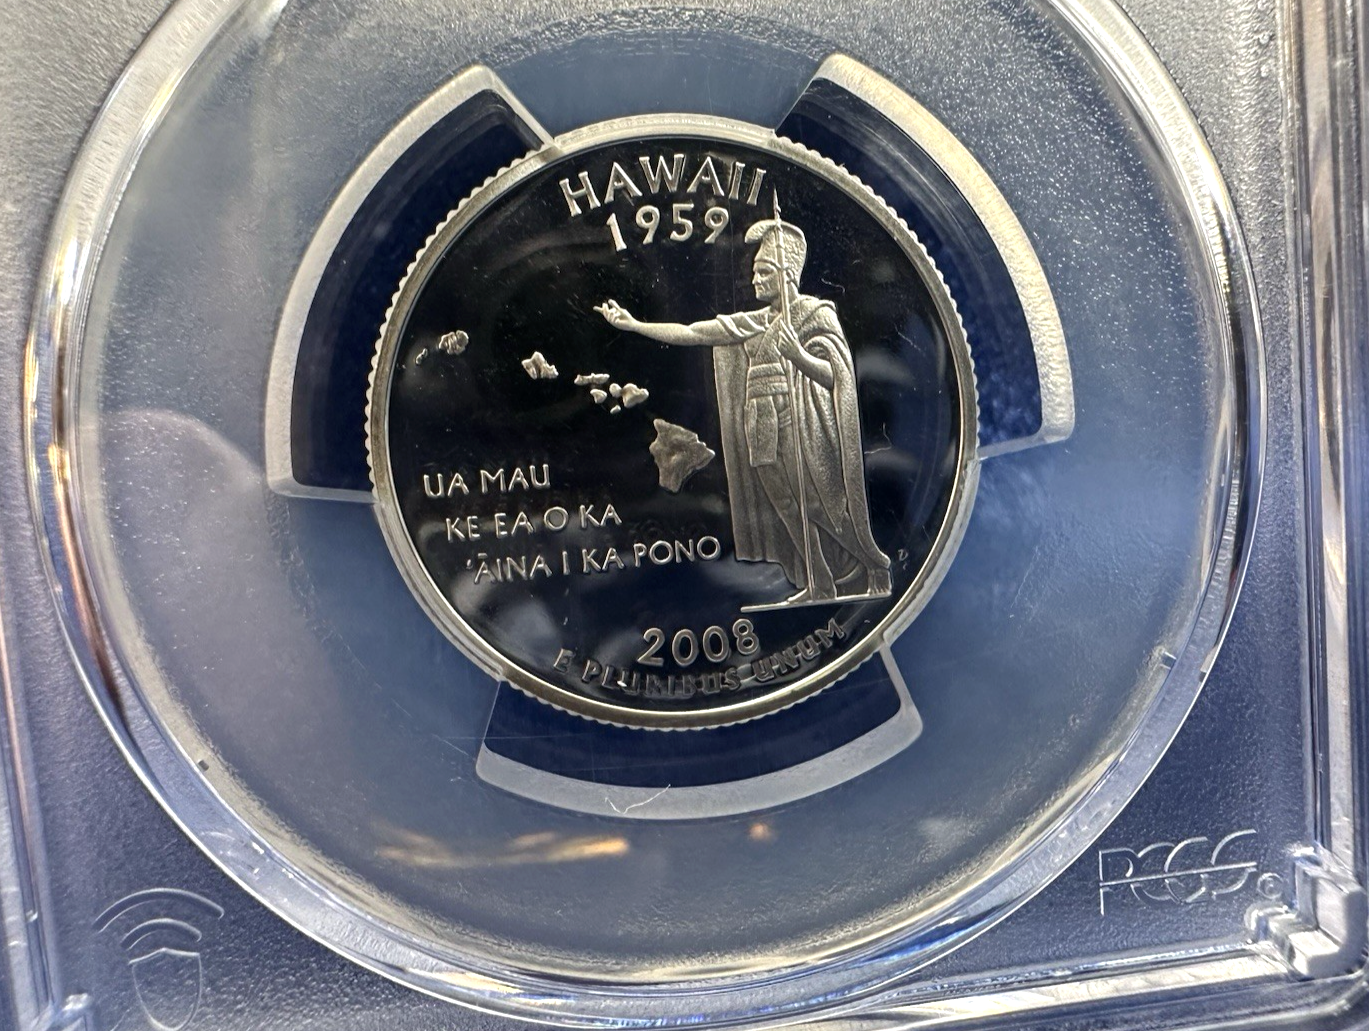 HAWAII
1959
UA MAU
KE EA O KA
ʻĀINA I KA PONO
2008
E PLURIBUS UNUM
PCGS